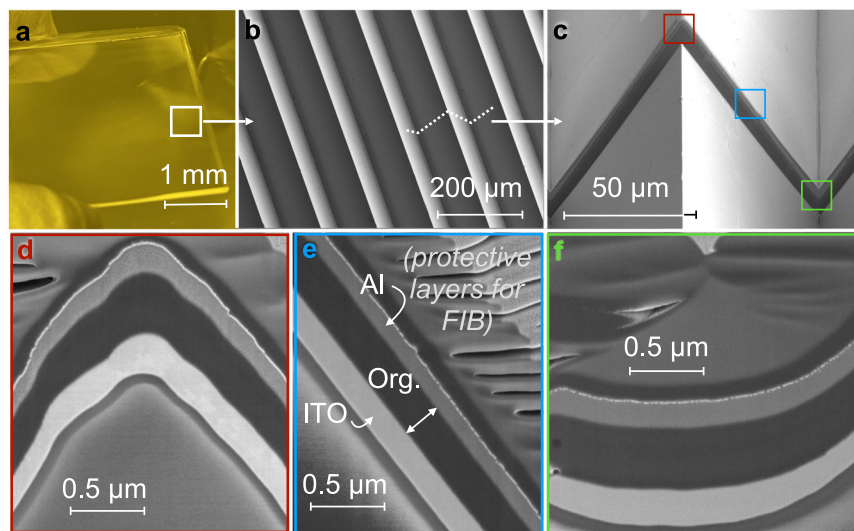 a
1 mm
b
200 µm
c
50 µm
d
0.5 µm
e
Al
(protective
layers for
FIB)
Org.
ITO
0.5 µm
f
0.5 µm